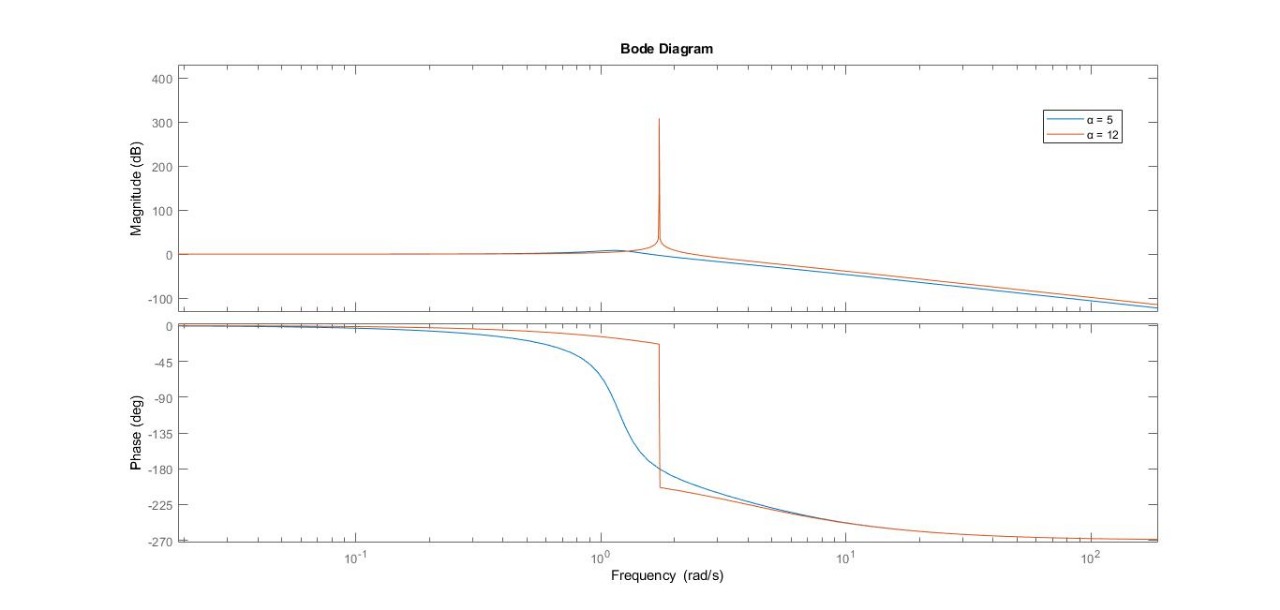 Bode Diagram
400
300
200
100
0
-100
Magnitude (dB)
α = 5
α = 12
0
-45
-90
-135
-180
-225
-270
Phase (deg)
10⁻¹ 10⁰ 10¹ 10²
Frequency (rad/s)